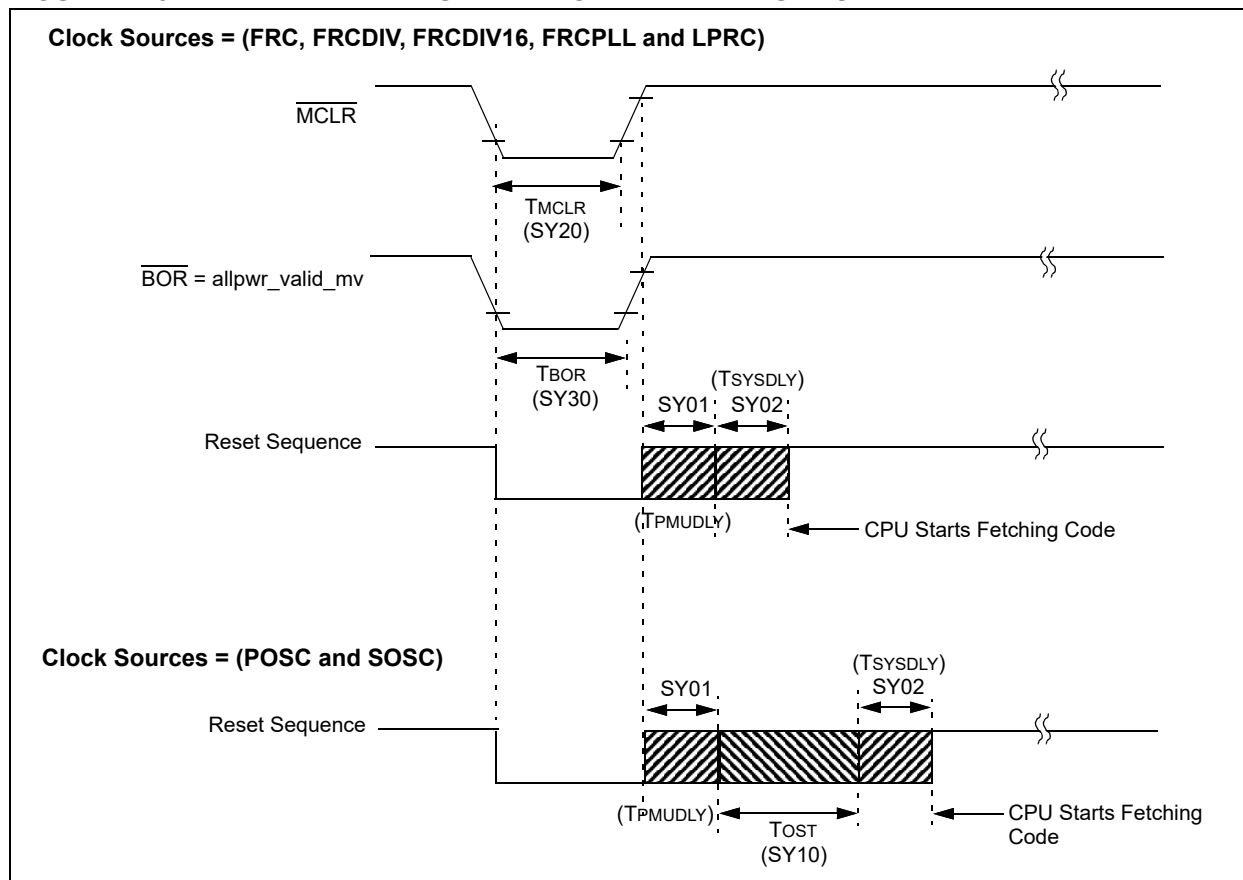 Clock Sources = (FRC, FRCDIV, FRCDIV16, FRCPLL and LPRC)
MCLR
TMCLR
(SY20)
BOR = allpwr_valid_mv
TBOR
(SY30)
(TSYSDLY)
SY01
SY02
Reset Sequence
(TPMUDLY)
CPU Starts Fetching Code
Clock Sources = (POSC and SOSC)
(TSYSDLY)
SY01
SY02
Reset Sequence
(TPMUDLY)
TOST
(SY10)
CPU Starts Fetching
Code